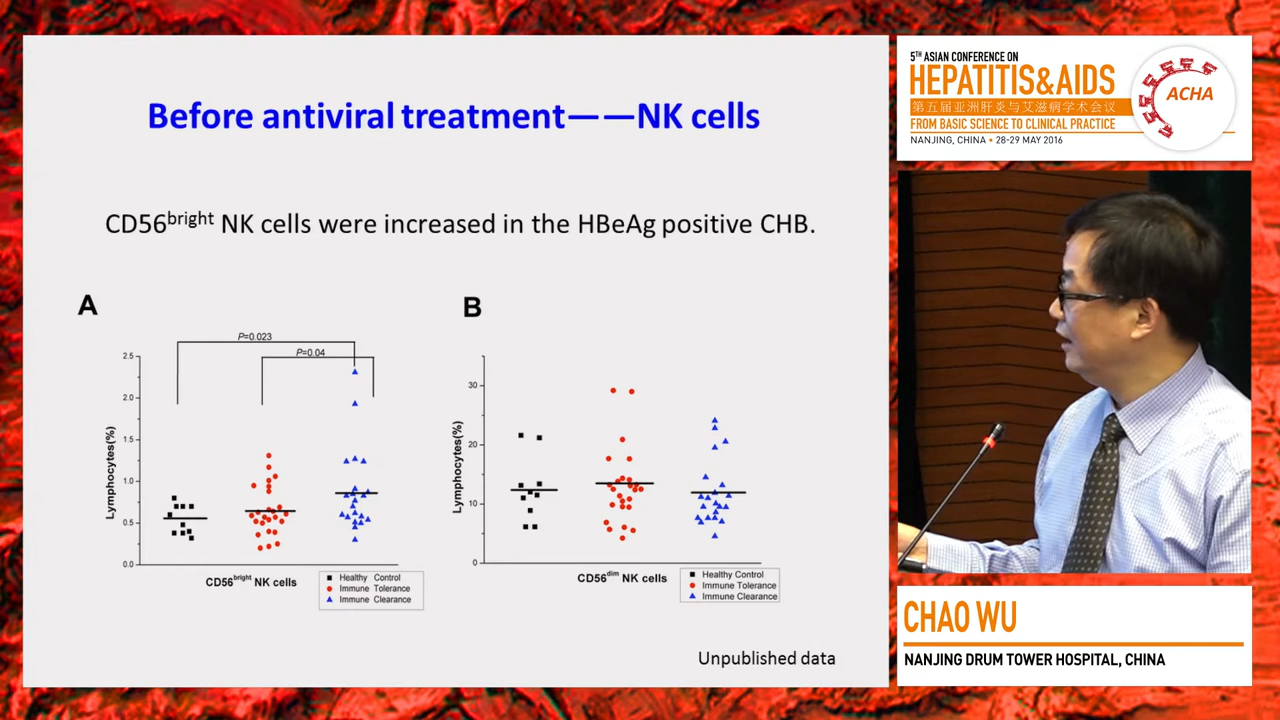 Before antiviral treatment——NK cells
CD56bright NK cells were increased in the HBeAg positive CHB.
A
P=0.023
P=0.04
2.5
2.0
1.5
1.0
0.5
0.0
Lymphocytes(%)
CD56bright NK cells
Healthy Control
Immune Tolerance
Immune Clearance
B
30
20
10
0
Lymphocytes(%)
CD56dim NK cells
Healthy Control
Immune Tolerance
Immune Clearance
Unpublished data
5TH ASIAN CONFERENCE ON
HEPATITIS&AIDS
第五届亚洲肝炎与艾滋病学术会议
FROM BASIC SCIENCE TO CLINICAL PRACTICE
NANJING, CHINA • 28-29 MAY 2016
ACHA
CHAO WU
NANJING DRUM TOWER HOSPITAL, CHINA